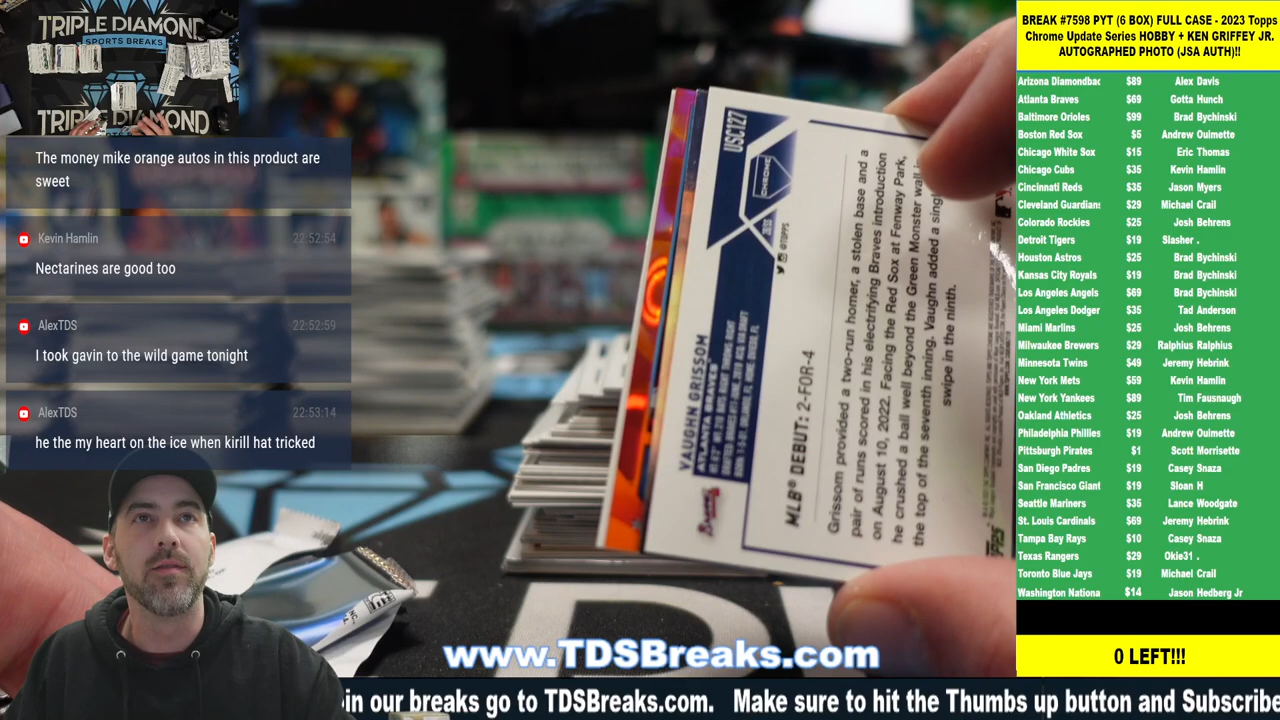 TRIPLE DIAMOND
SPORTS BREAKS
TRIPLE DIAMOND
The money mike orange autos in this product are
sweet
Kevin Hamlin 22:52:54
Nectarines are good too
AlexTDS 22:52:59
I took gavin to the wild game tonight
AlexTDS 23:53:14
he the my heart on the ice when kirill hat tricked
USC127
CHROME
@TOPPS
VAUGHN GRISSOM
ATLANTA BRAVES
Braves
MLB® DEBUT: 2-FOR-4
Grissom provided a two-run homer, a stolen base and a
pair of runs scored in his electrifying Braves introduction
on August 10, 2022. Facing the Red Sox at Fenway Park,
he crushed a ball well beyond the Green Monster wall in
the top of the seventh inning. Vaughn added a single
swipe in the ninth.
www.TDSBreaks.com
in our breaks go to TDSBreaks.com. Make sure to hit the Thumbs up button and Subscribe
BREAK #7598 PYT (6 BOX) FULL CASE - 2023 Topps
Chrome Update Series HOBBY + KEN GRIFFEY JR.
AUTOGRAPHED PHOTO (JSA AUTH)!!
Arizona Diamondbac $89 Alex Davis
Atlanta Braves $69 Gotta Hunch
Baltimore Orioles $99 Brad Bychinski
Boston Red Sox $5 Andrew Ouimette
Chicago White Sox $15 Eric Thomas
Chicago Cubs $35 Kevin Hamlin
Cincinnati Reds $35 Jason Myers
Cleveland Guardians $29 Michael Crail
Colorado Rockies $25 Josh Behrens
Detroit Tigers $19 Slasher .
Houston Astros $25 Brad Bychinski
Kansas City Royals $19 Brad Bychinski
Los Angeles Angels $69 Brad Bychinski
Los Angeles Dodger $35 Tad Anderson
Miami Marlins $25 Josh Behrens
Milwaukee Brewers $29 Ralphius Ralphius
Minnesota Twins $49 Jeremy Hebrink
New York Mets $59 Kevin Hamlin
New York Yankees $89 Tim Fausnaugh
Oakland Athletics $25 Josh Behrens
Philadelphia Phillies $19 Andrew Ouimette
Pittsburgh Pirates $1 Scott Morrisette
San Diego Padres $19 Casey Snaza
San Francisco Giant $19 Sloan H
Seattle Mariners $35 Lance Woodgate
St. Louis Cardinals $69 Jeremy Hebrink
Tampa Bay Rays $10 Casey Snaza
Texas Rangers $29 Okie31 .
Toronto Blue Jays $19 Michael Crail
Washington Nationa $14 Jason Hedberg Jr
0 LEFT!!!